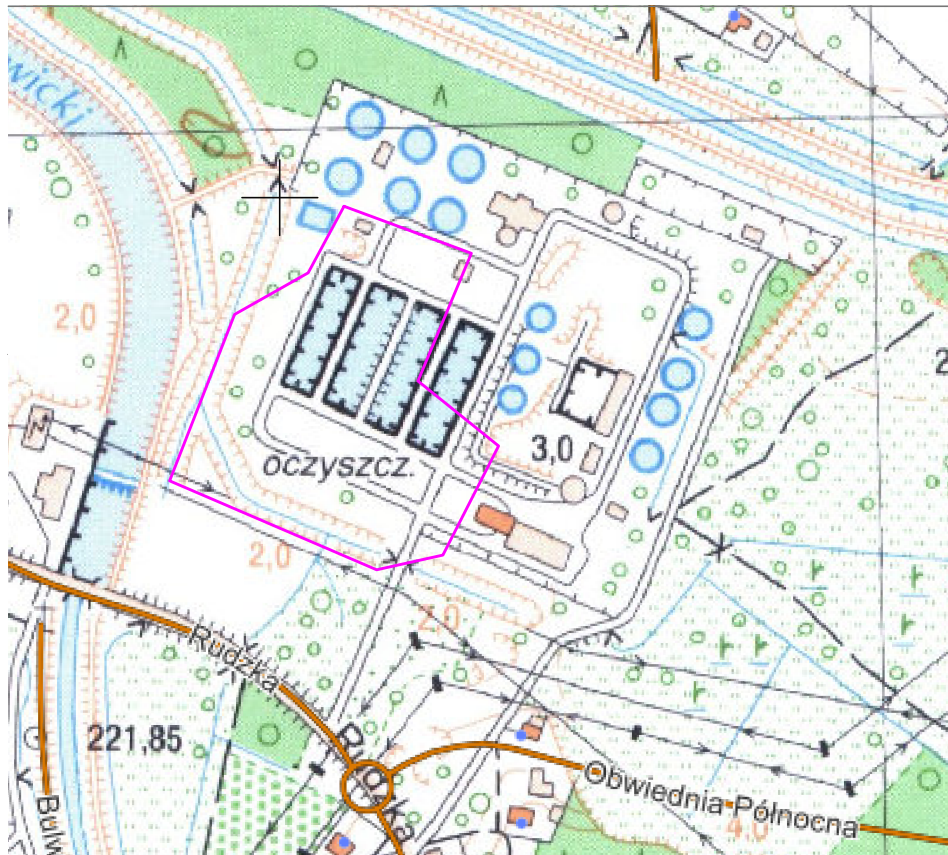 wicki
2,0
Z
oczyszcz.
3,0
2,0
2,0
Rudzka
221,85
Rudzka
Obwiednia Północna
4,0
Bulw
2